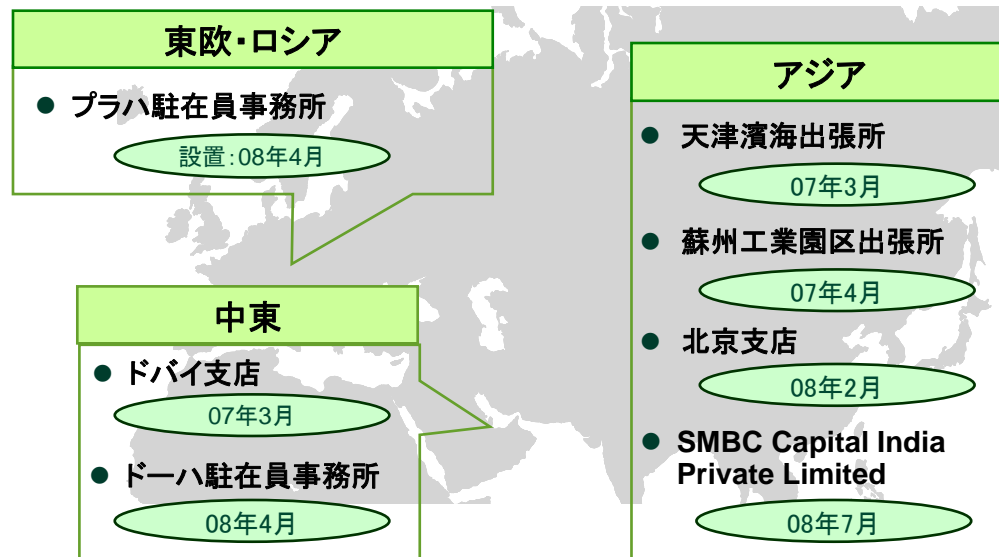 東欧・ロシア
● プラハ駐在員事務所
設置：08年4月
中東
● ドバイ支店
07年3月
● ドーハ駐在員事務所
08年4月
アジア
● 天津濱海出張所
07年3月
● 蘇州工業園区出張所
07年4月
● 北京支店
08年2月
● SMBC Capital India
Private Limited
08年7月